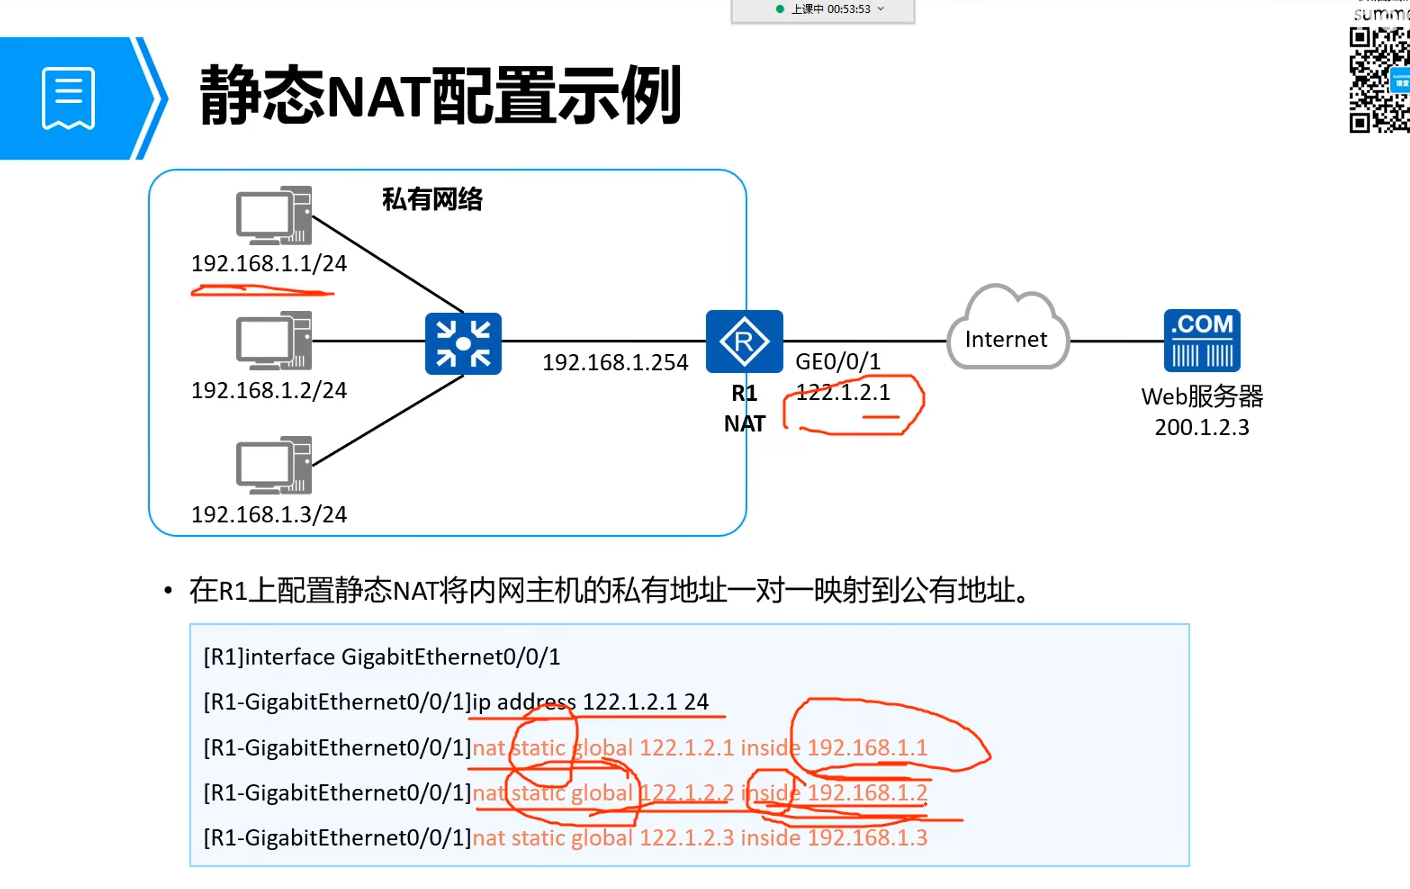 上课中 00:53:53
summe
静态NAT配置示例
私有网络
192.168.1.1/24
192.168.1.2/24
192.168.1.3/24
192.168.1.254
R
R1
NAT
GE0/0/1
122.1.2.1
Internet
.COM
Web服务器
200.1.2.3
• 在R1上配置静态NAT将内网主机的私有地址一对一映射到公有地址。
[R1]interface GigabitEthernet0/0/1
[R1-GigabitEthernet0/0/1]ip address 122.1.2.1 24
[R1-GigabitEthernet0/0/1]nat static global 122.1.2.1 inside 192.168.1.1
[R1-GigabitEthernet0/0/1]nat static global 122.1.2.2 inside 192.168.1.2
[R1-GigabitEthernet0/0/1]nat static global 122.1.2.3 inside 192.168.1.3